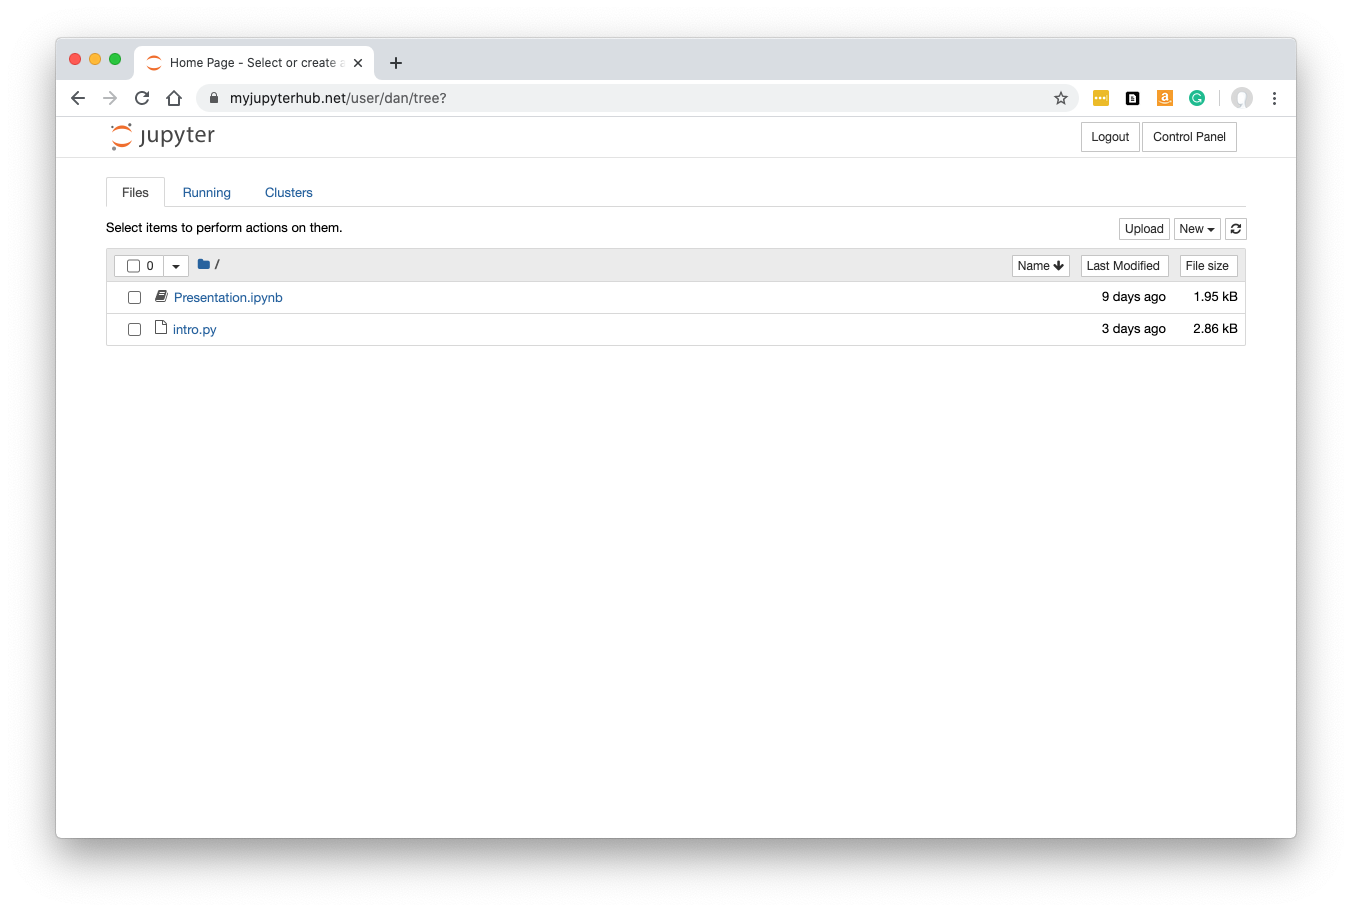 Home Page - Select or create a
myjupyterhub.net/user/dan/tree?
jupyter
Logout
Control Panel
Files
Running
Clusters
Select items to perform actions on them.
Upload
New
0
/
Name
Last Modified
File size
Presentation.ipynb
9 days ago
1.95 kB
intro.py
3 days ago
2.86 kB